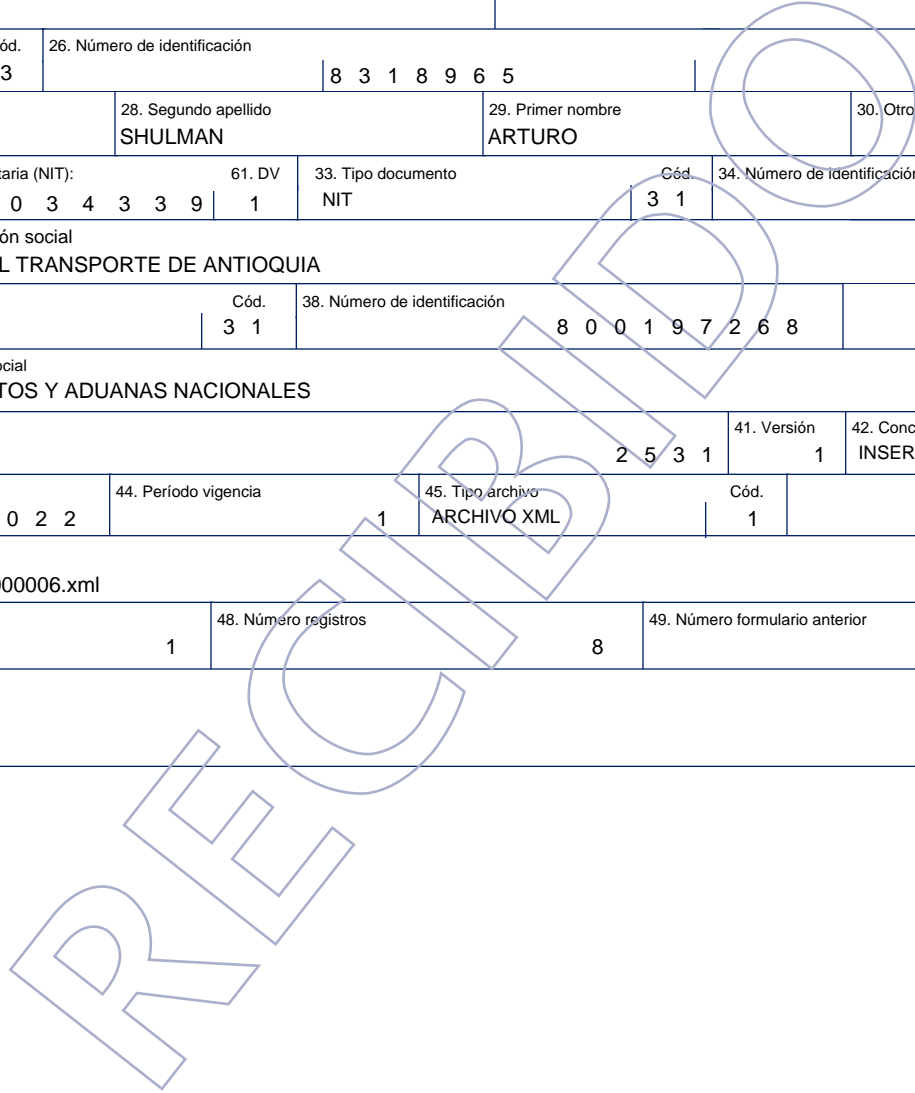 ód. 26. Número de identificación
3 8 3 1 8 9 6 5
28. Segundo apellido 29. Primer nombre 30. Otro
SHULMAN ARTURO
taria (NIT): 61. DV 33. Tipo documento Cód. 34. Número de identificación
0 3 4 3 3 9 1 NIT 3 1
ón social
L TRANSPORTE DE ANTIOQUIA
Cód. 38. Número de identificación
3 1 8 0 0 1 9 7 2 6 8
ocial
TOS Y ADUANAS NACIONALES
41. Versión 42. Conc
2 5 3 1 1 INSER
44. Período vigencia 45. Tipo archivo Cód.
0 2 2 1 ARCHIVO XML 1
000006.xml
48. Número registros 49. Número formulario anterior
1 8
RECIBIDO